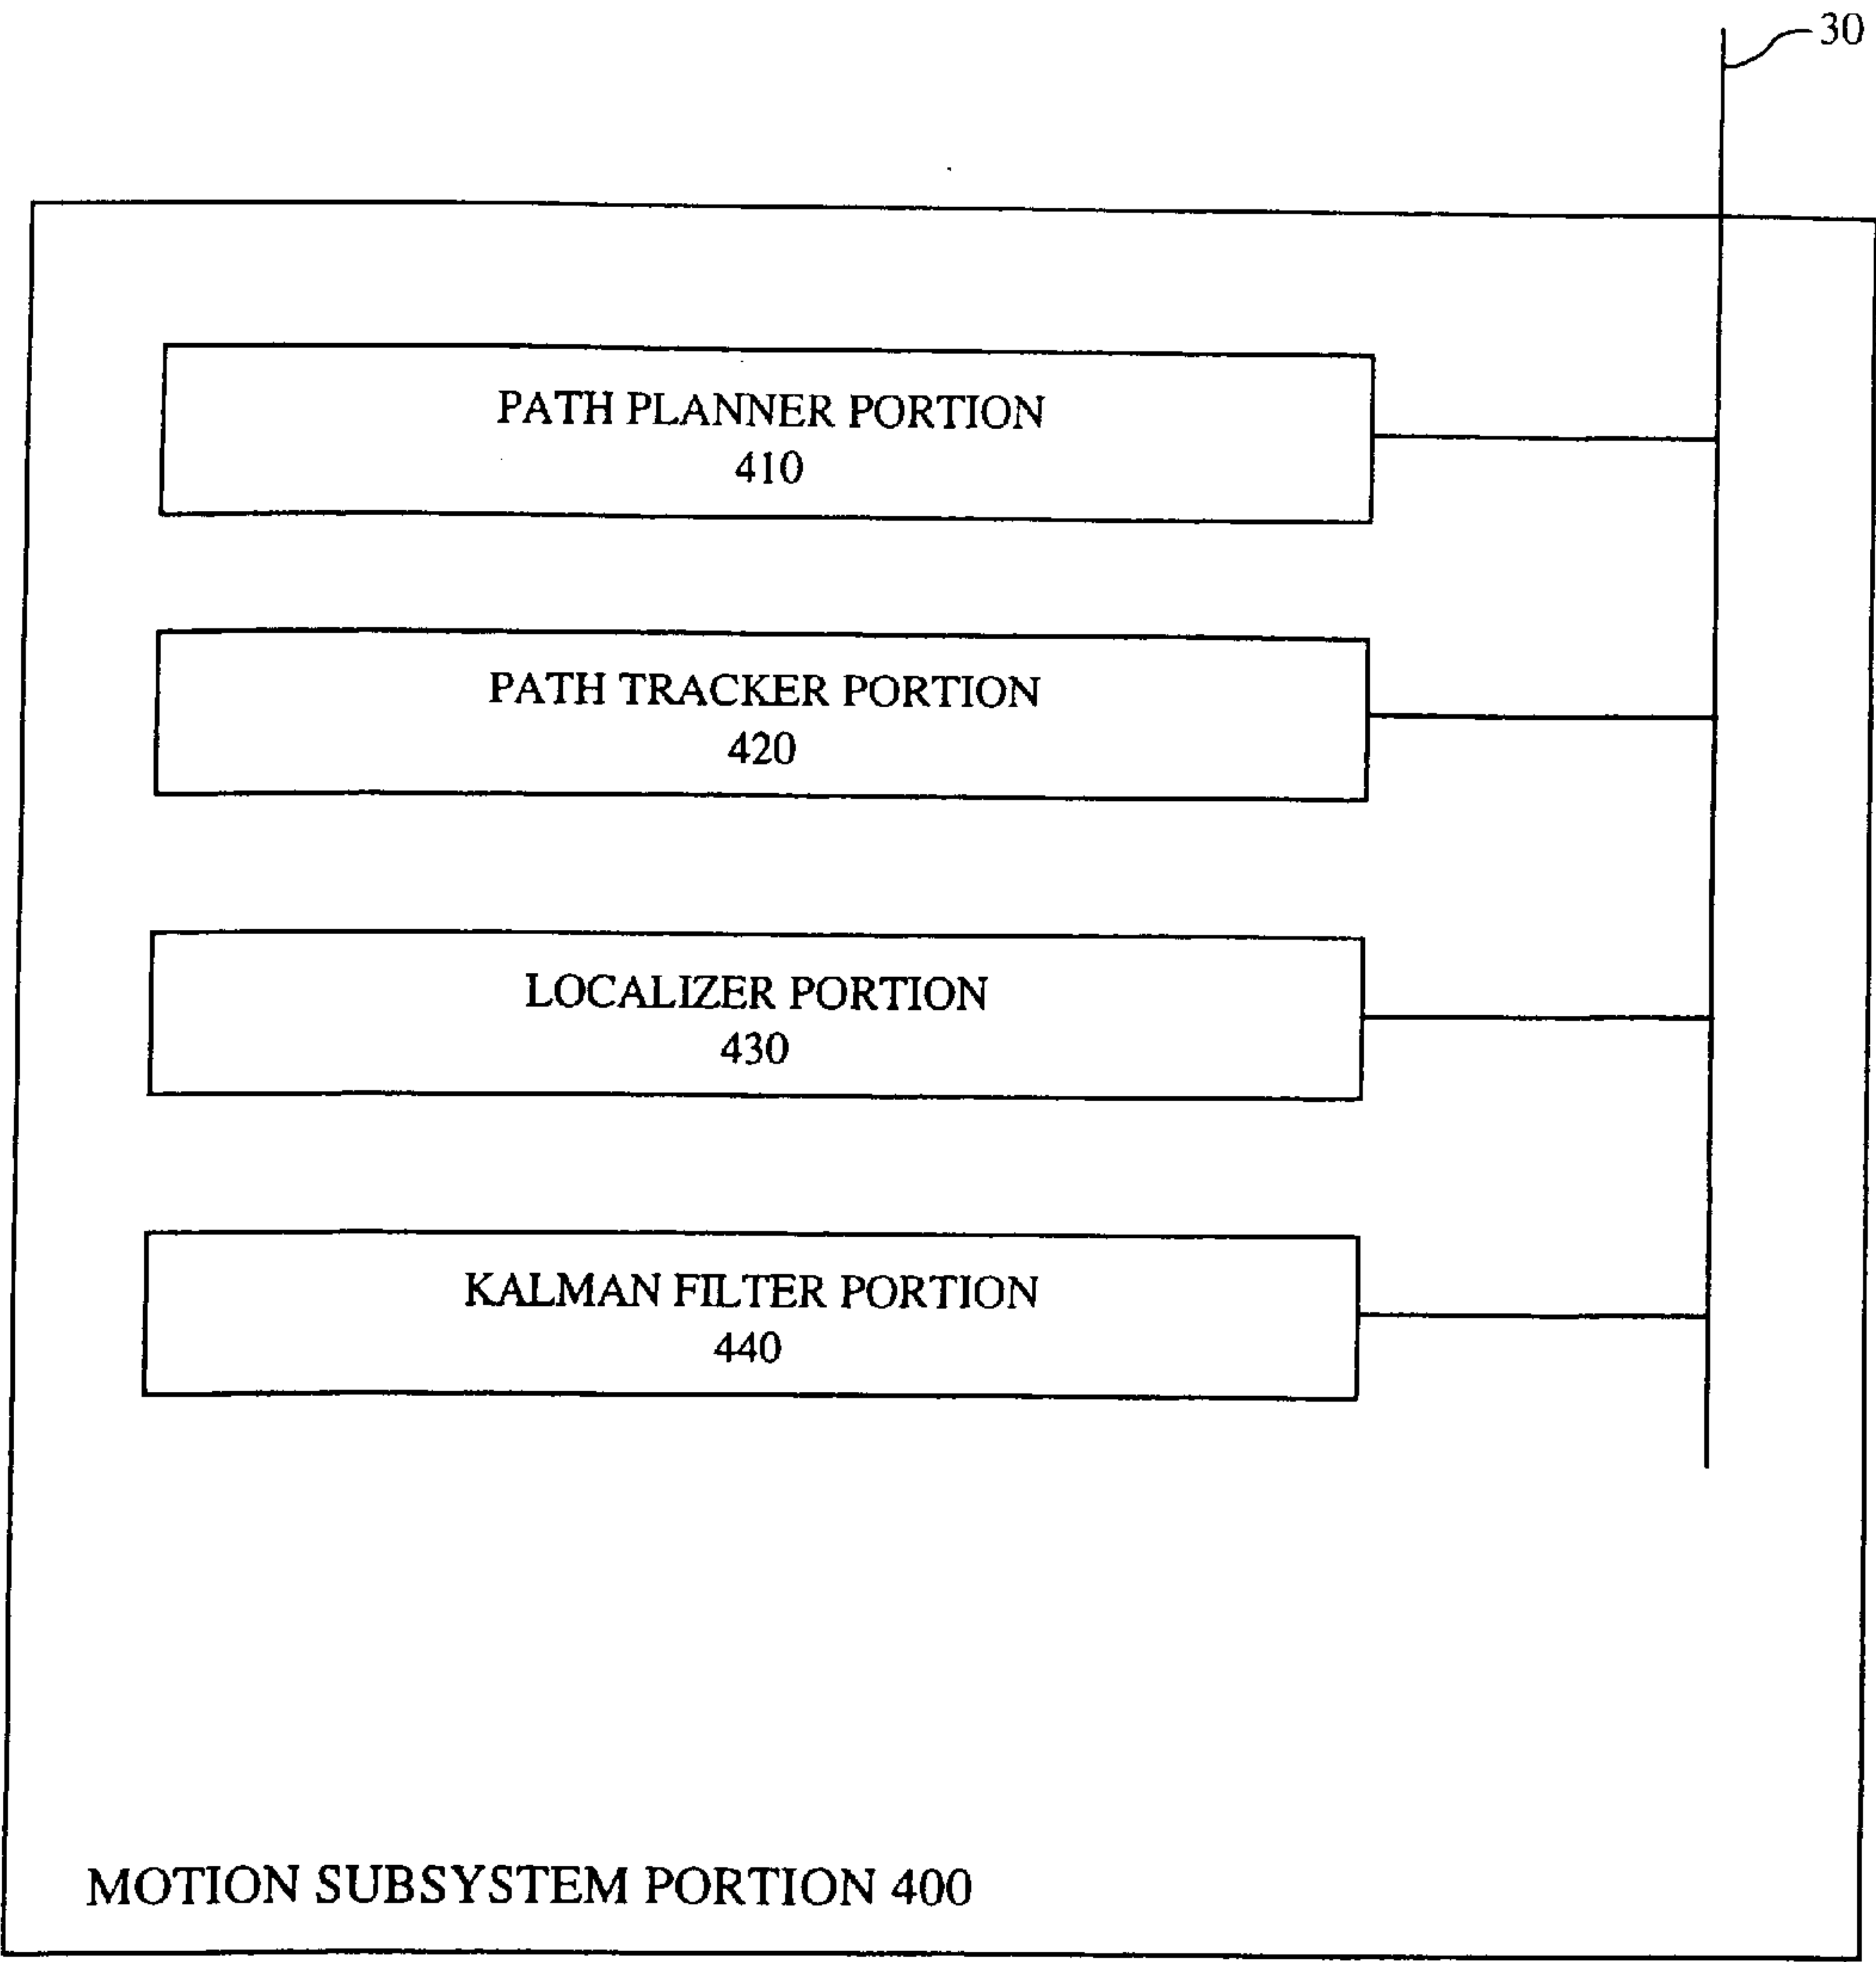 30
PATH PLANNER PORTION
410
PATH TRACKER PORTION
420
LOCALIZER PORTION
430
KALMAN FILTER PORTION
440
MOTION SUBSYSTEM PORTION 400